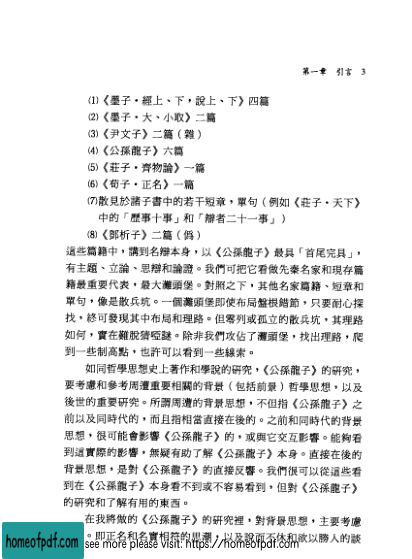 第一章　引言　3
⑴《墨子·經上、下，說上、下》四篇
⑵《墨子·大、小取》二篇
⑶《尹文子》二篇（雜）
⑷《公孫龍子》六篇
⑸《莊子·齊物論》一篇
⑹《荀子·正名》一篇
⑺散見於諸子書中的若干短章，單句（例如《莊子·天下》
中的「歷事十事」和「辯者二十一事」）
⑻《鄧析子》二篇（偽）
這些篇籍中，講到名辯本身，以《公孫龍子》最具「首尾完具」，
有主題、立論、思辯和論證。我們可把它看做先秦名家和現存篇
籍最重要代表，最大灘頭堡。對照之下，其他名家篇籍、短章和
單句，像是散兵坑。一個灘頭堡即使布局盤根錯節，只要耐心探
找，終可發現其中布局和理路。但零列或孤立的散兵坑，其理路
如何，實在難脫猜啞謎。除非我們攻佔了灘頭堡，找出理路，爬
到一些制高點，也許可以看到一些線索。
如同哲學思想史上著作和學說的研究，《公孫龍子》的研究，
要考慮和參考周遭重要相關的背景（包括前景）哲學思想，以及
後世的重要研究。所謂周遭的背景思想，不但指《公孫龍子》之
前以及同時代的，而且指相當直接在後的。之前和同時代的背景
思想，很可能會影響《公孫龍子》的，或與它交互影響。能夠看
到這實際的影響，無疑有助了解《公孫龍子》本身。直接在後的
背景思想，是對《公孫龍子》的直接反響。我們很可以從這些看
到在《公孫龍子》本身看不到或不容易看到，但對《公孫龍子》
的研究和了解有用的東西。
在我將做的《公孫龍子》的研究裡，對背景思想，主要考慮
。即正名和名實相符的思潮，以及說而不休和欲以勝人的談
homeofpdf.com
see more please visit: https://homeofpdf.com